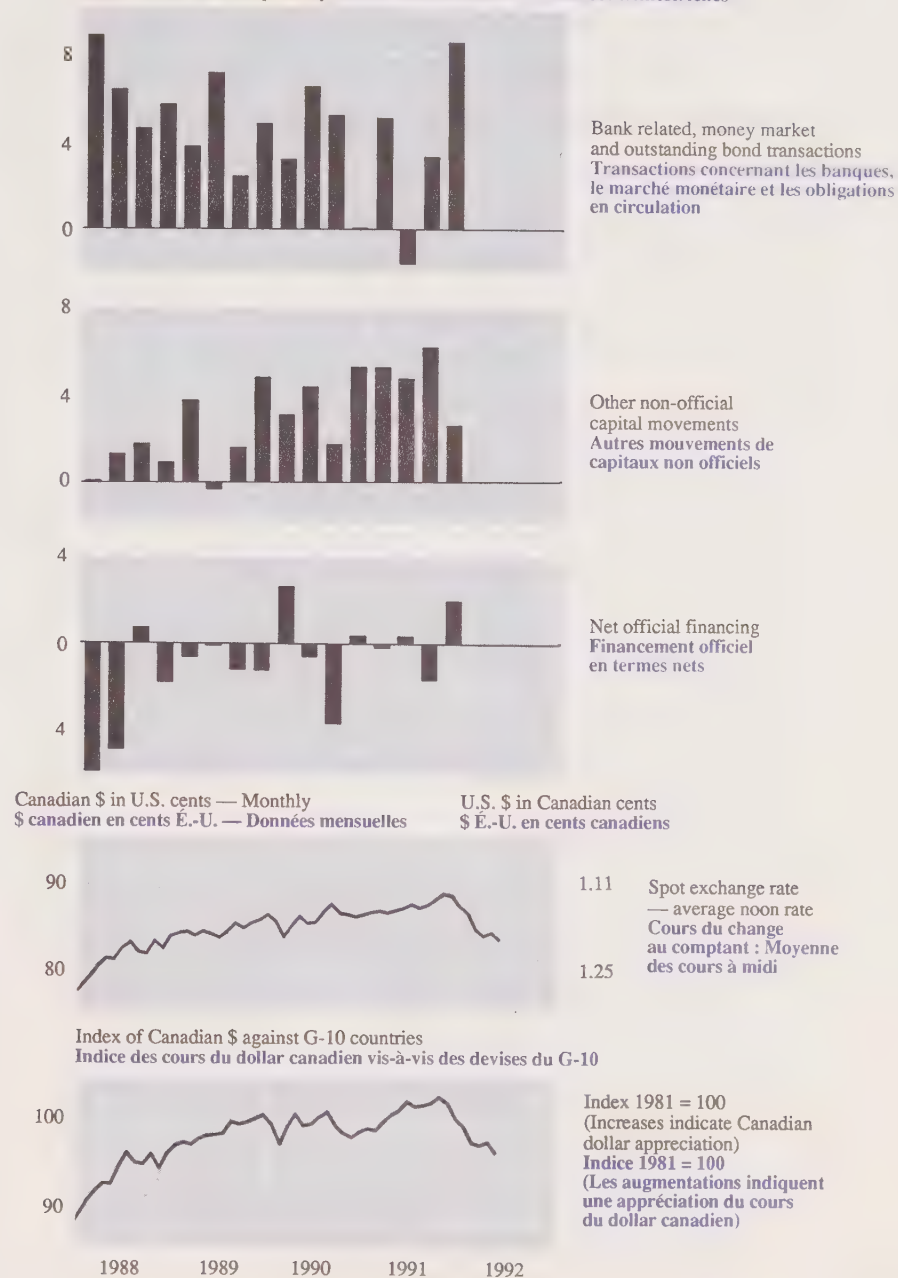 8
4
0
Bank related, money market
and outstanding bond transactions
Transactions concernant les banques,
le marché monétaire et les obligations
en circulation
8
4
0
Other non-official
capital movements
Autres mouvements de
capitaux non officiels
4
0
4
Net official financing
Financement officiel
en termes nets
Canadian $ in U.S. cents — Monthly
$ canadien en cents É.-U. — Données mensuelles
U.S. $ in Canadian cents
$ É.-U. en cents canadiens
90
80
1.11
1.25
Spot exchange rate
— average noon rate
Cours du change
au comptant : Moyenne
des cours à midi
Index of Canadian $ against G-10 countries
Indice des cours du dollar canadien vis-à-vis des devises du G-10
100
90
Index 1981 = 100
(Increases indicate Canadian
dollar appreciation)
Indice 1981 = 100
(Les augmentations indiquent
une appréciation du cours
du dollar canadien)
1988 1989 1990 1991 1992